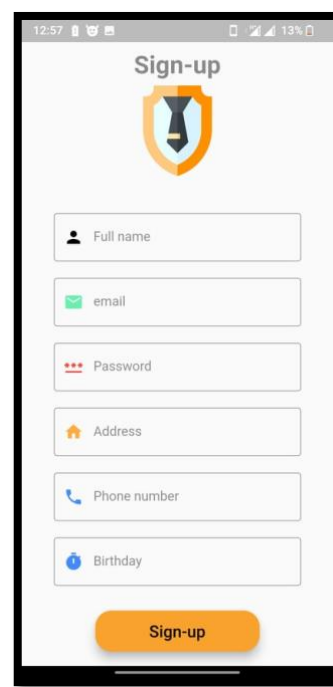 12:57 13%
Sign-up
Full name
email
Password
Address
Phone number
Birthday
Sign-up